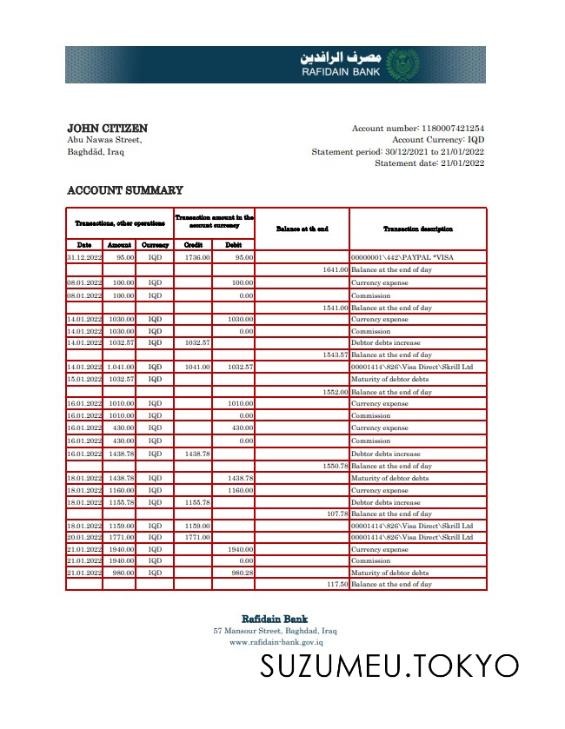 مصرف الرافدين
RAFIDAIN BANK
JOHN CITIZEN
Abu Nawas Street,
Baghdād, Iraq
Account number: 1180007421254
Account Currency: IQD
Statement period: 30/12/2021 to 21/01/2022
Statement date: 21/01/2022
ACCOUNT SUMMARY
Transactions, other operations Transaction amount in the account currency Balance at th end Transaction description
Date Amount Currency Credit Debit
31.12.2022 95.00 IQD 1736.00 95.00 00000001\442\PAYPAL *VISA
1641.00 Balance at the end of day
08.01.2022 100.00 IQD 100.00 Currency expense
08.01.2022 100.00 IQD 0.00 Commission
1541.00 Balance at the end of day
14.01.2022 1030.00 IQD 1030.00 Currency expense
14.01.2022 1030.00 IQD 0.00 Commission
14.01.2022 1032.57 IQD 1032.57 Debtor debts increase
1543.57 Balance at the end of day
14.01.2022 1.041.00 IQD 1041.00 1032.57 00001414\826\Visa Direct\Skrill Ltd
15.01.2022 1032.57 IQD Maturity of debtor debts
1552.00 Balance at the end of day
16.01.2022 1010.00 IQD 1010.00 Currency expense
16.01.2022 1010.00 IQD 0.00 Commission
16.01.2022 430.00 IQD 430.00 Currency expense
16.01.2022 430.00 IQD 0.00 Commission
16.01.2022 1438.78 IQD 1438.78 Debtor debts increase
1550.78 Balance at the end of day
18.01.2022 1438.78 IQD 1438.78 Maturity of debtor debts
18.01.2022 1160.00 IQD 1160.00 Currency expense
18.01.2022 1155.78 IQD 1155.78 Debtor debts increase
107.78 Balance at the end of day
18.01.2022 1159.00 IQD 1159.00 00001414\826\Visa Direct\Skrill Ltd
20.01.2022 1771.00 IQD 1771.00 00001414\826\Visa Direct\Skrill Ltd
21.01.2022 1940.00 IQD 1940.00 Currency expense
21.01.2022 1940.00 IQD 0.00 Commission
21.01.2022 980.00 IQD 980.28 Maturity of debtor debts
117.50 Balance at the end of day
Rafidain Bank
57 Mansour Street, Baghdad, Iraq
www.rafidain-bank.gov.iq
SUZUMEU.TOKYO